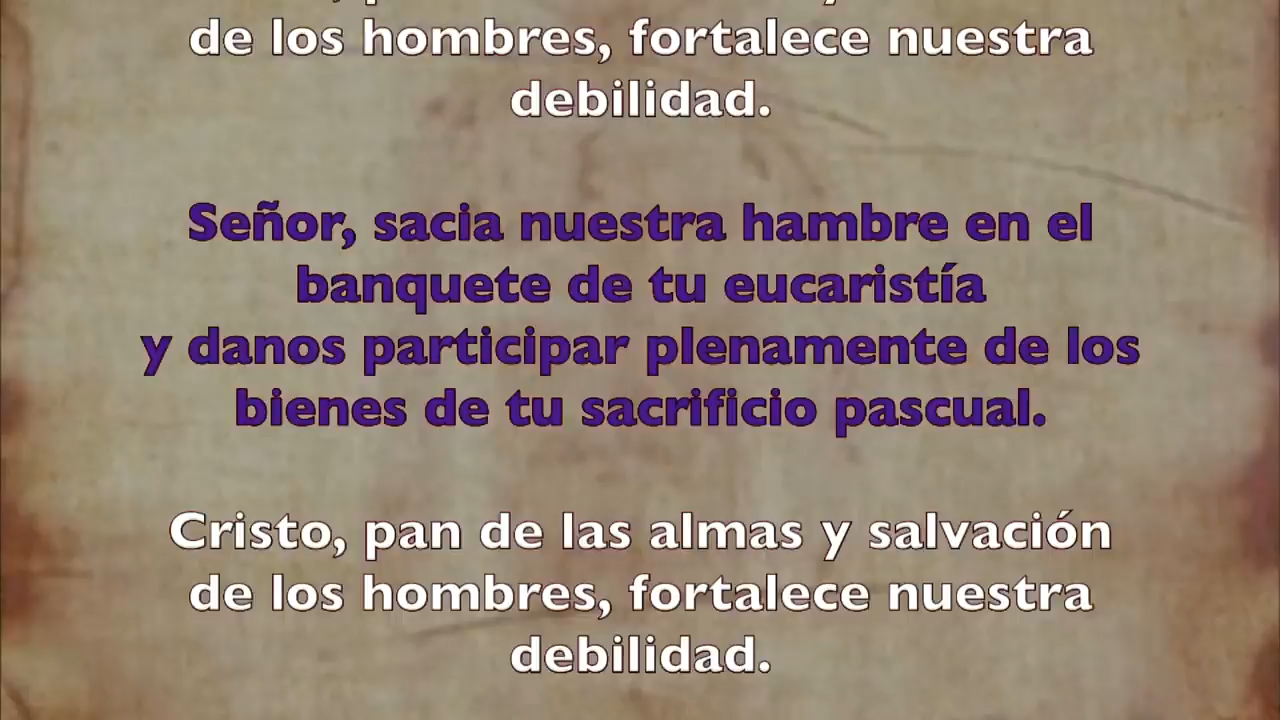 de los hombres, fortalece nuestra
debilidad.
Señor, sacia nuestra hambre en el
banquete de tu eucaristía
y danos participar plenamente de los
bienes de tu sacrificio pascual.
Cristo, pan de las almas y salvación
de los hombres, fortalece nuestra
debilidad.